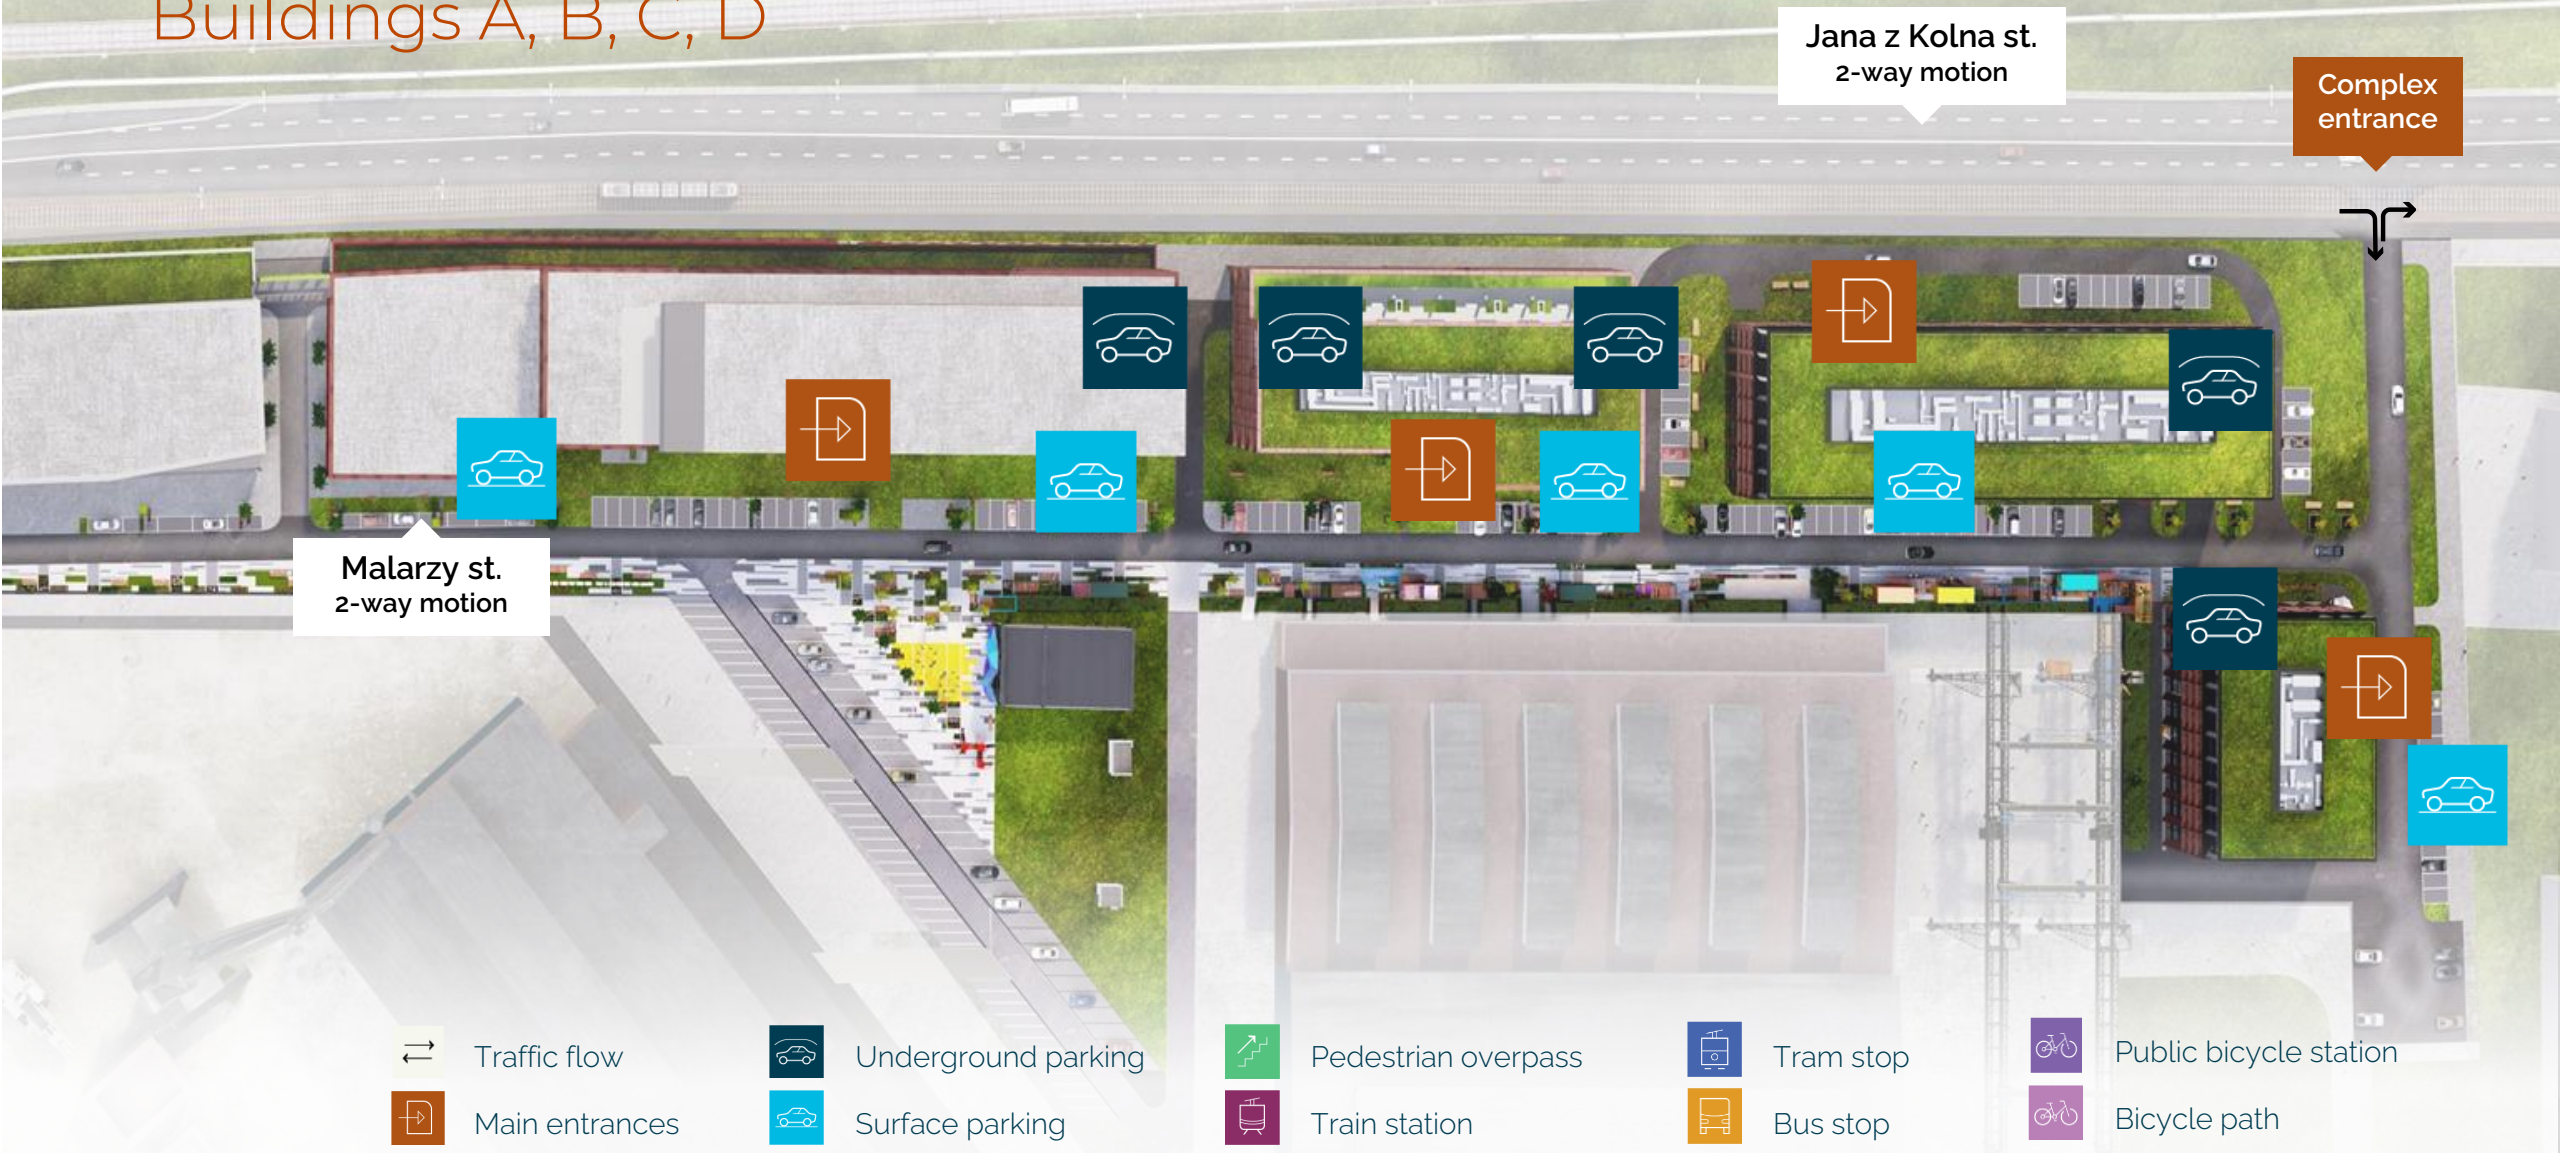 Buildings A, B, C, D
Jana z Kolna st.
2-way motion
Complex
entrance
Malarzy st.
2-way motion
Traffic flow
Underground parking
Pedestrian overpass
Tram stop
Public bicycle station
Main entrances
Surface parking
Train station
Bus stop
Bicycle path